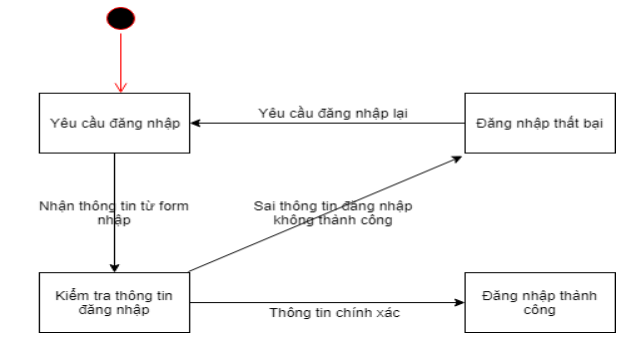 Yêu cầu đăng nhập lại
Yêu cầu đăng nhập
Đăng nhập thất bại
Nhận thông tin từ form
nhập
Sai thông tin đăng nhập
không thành công
Kiểm tra thông tin
đăng nhập
Thông tin chính xác
Đăng nhập thành
công